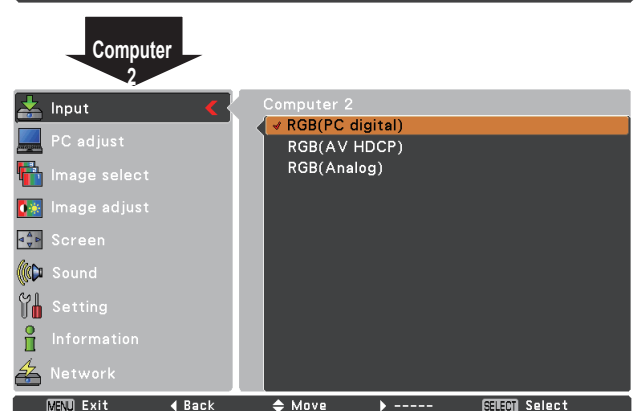 Computer
2
Input
PC adjust
Image select
Image adjust
Screen
Sound
Setting
Information
Network
Computer 2
RGB(PC digital)
RGB(AV HDCP)
RGB(Analog)
MENU Exit Back Move ----- SELECT Select